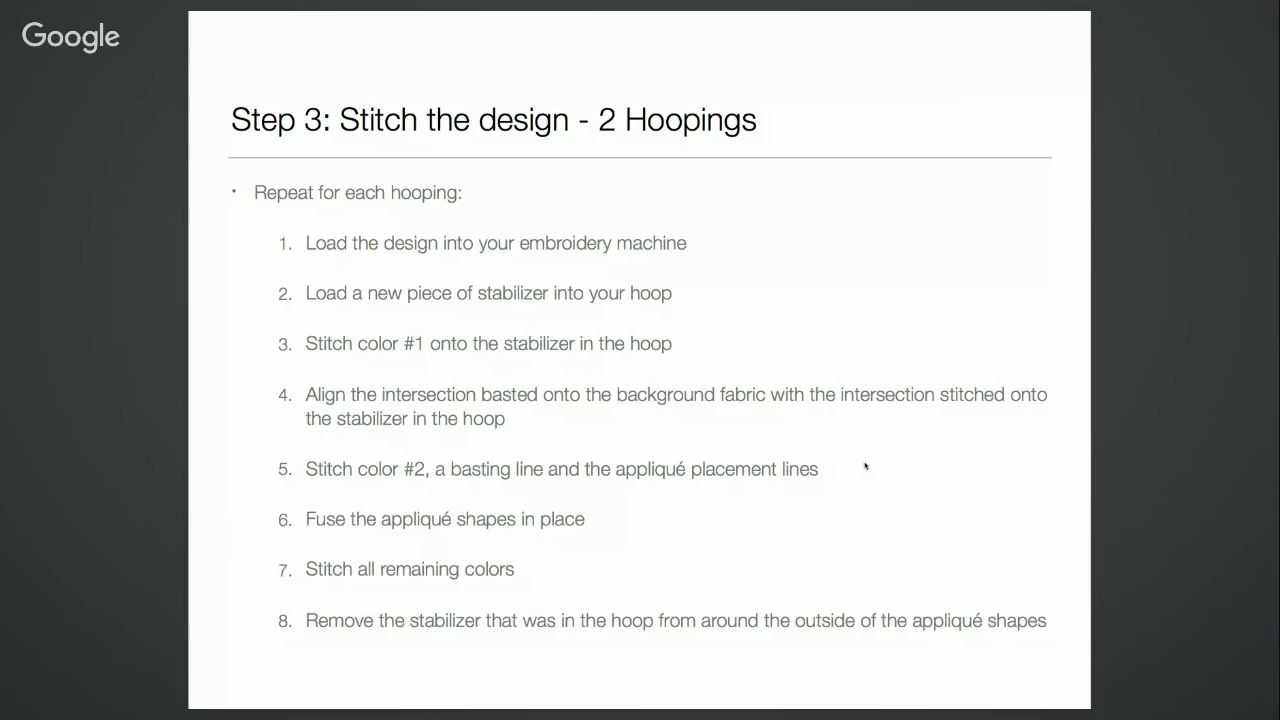 Google
Step 3: Stitch the design - 2 Hoopings
• Repeat for each hooping:
1. Load the design into your embroidery machine
2. Load a new piece of stabilizer into your hoop
3. Stitch color #1 onto the stabilizer in the hoop
4. Align the intersection basted onto the background fabric with the intersection stitched onto
the stabilizer in the hoop
5. Stitch color #2, a basting line and the appliqué placement lines
6. Fuse the appliqué shapes in place
7. Stitch all remaining colors
8. Remove the stabilizer that was in the hoop from around the outside of the appliqué shapes